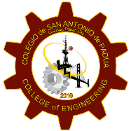 COLEGIO de SAN ANTONIO de PADUA
2019
COLLEGE of ENGINEERING